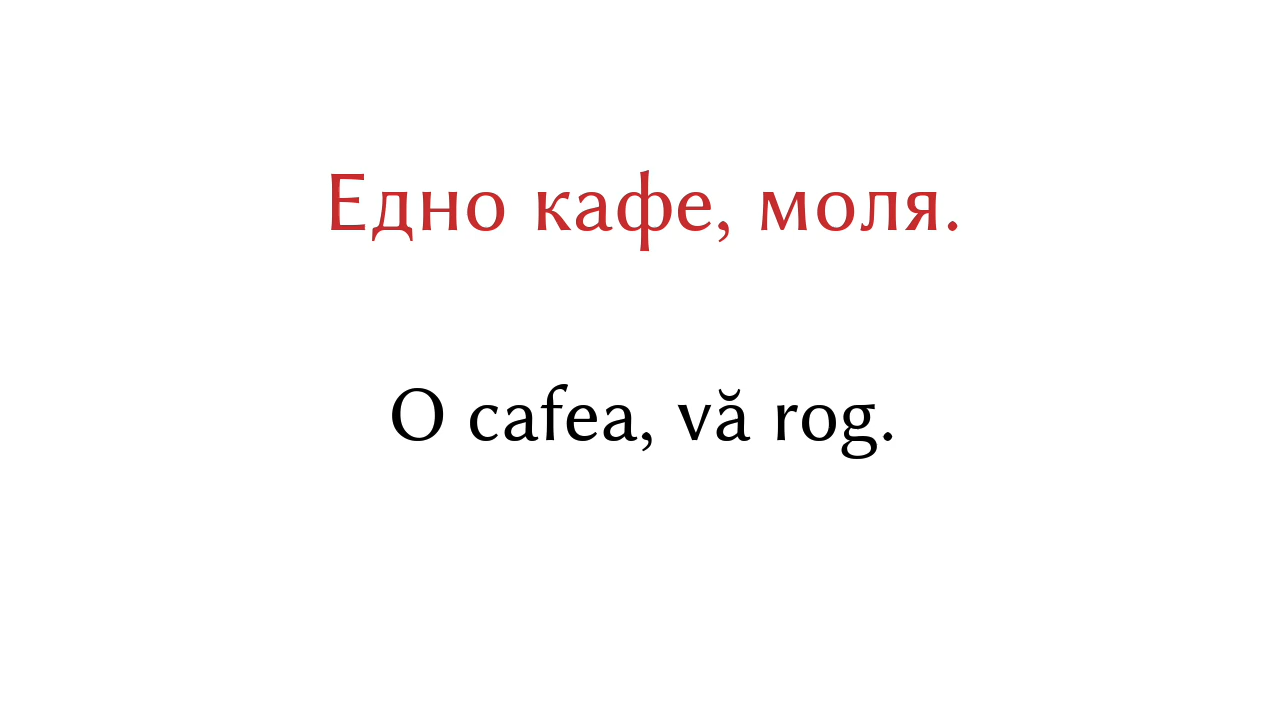 Едно кафе, моля.
O cafea, vă rog.